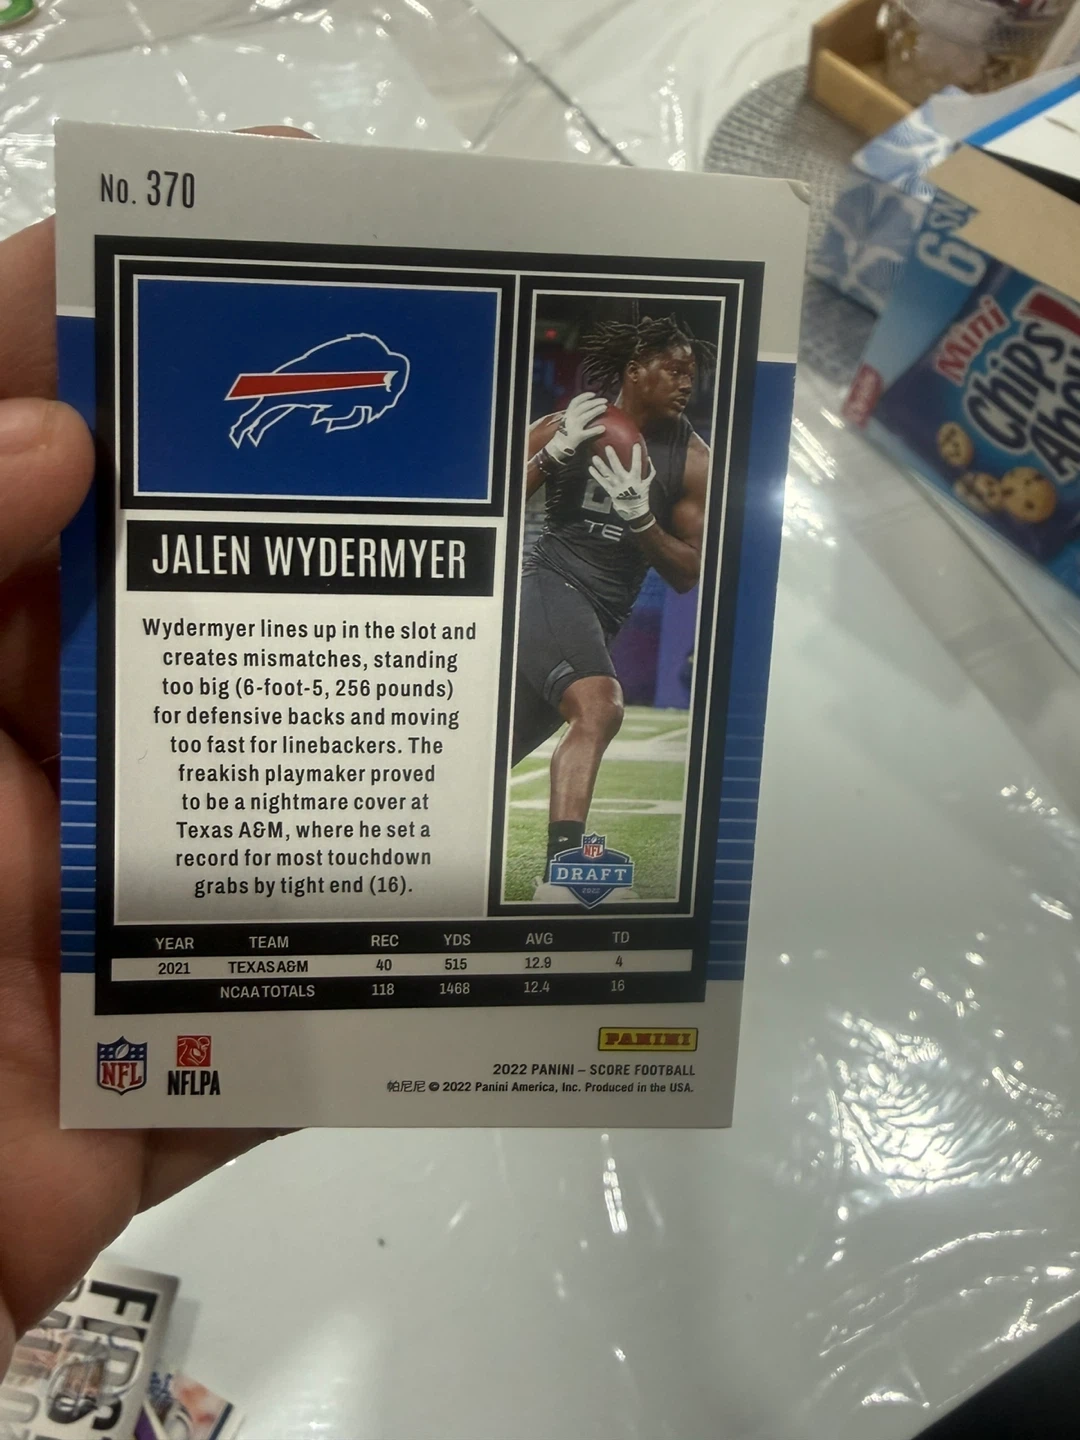 No. 370
JALEN WYDERMYER
Wydermyer lines up in the slot and
creates mismatches, standing
too big (6-foot-5, 256 pounds)
for defensive backs and moving
too fast for linebackers. The
freakish playmaker proved
to be a nightmare cover at
Texas A&M, where he set a
record for most touchdown
grabs by tight end (16).
TE
NFL
DRAFT
2022
YEAR TEAM REC YDS AVG TD
2021 TEXAS A&M 40 515 12.9 4
NCAA TOTALS 118 1468 12.4 16
NFL
NFLPA
PANINI
2022 PANINI – SCORE FOOTBALL
帕尼尼 © 2022 Panini America, Inc. Produced in the USA.
Mini
Chips